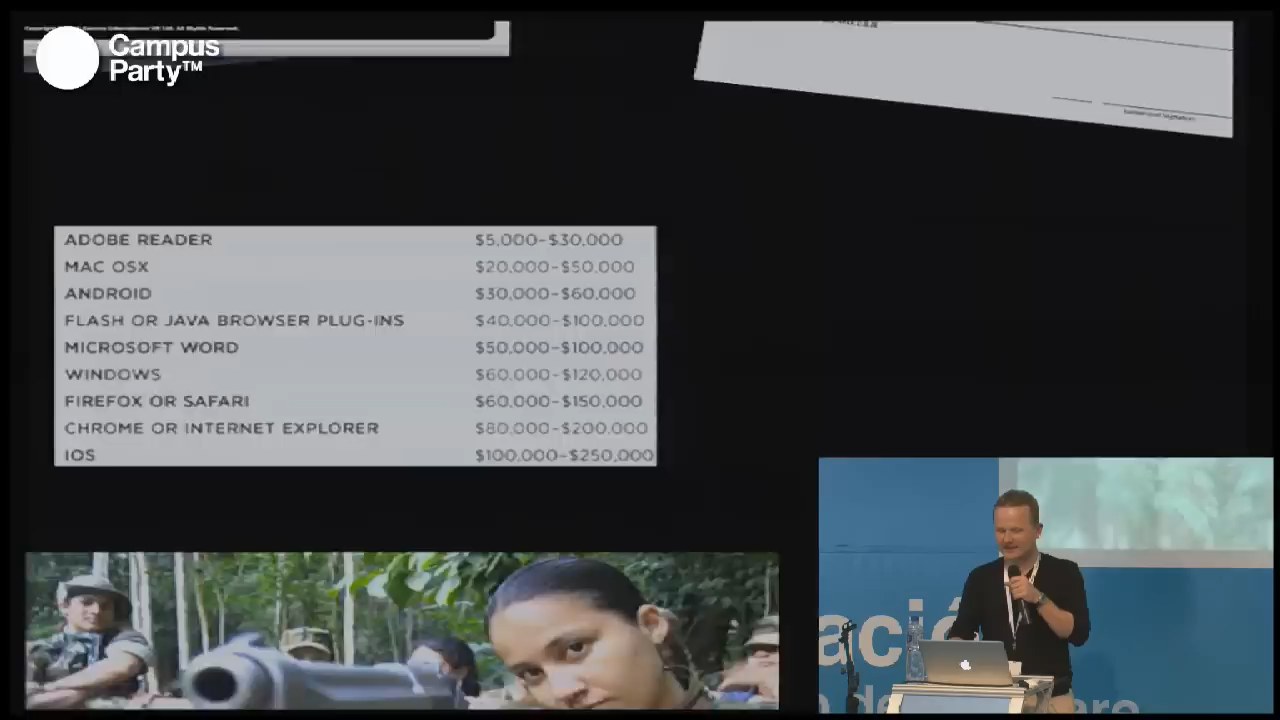 Campus
Party™
ADOBE READER $5,000-$30,000
MAC OSX $20,000-$50,000
ANDROID $30,000-$60,000
FLASH OR JAVA BROWSER PLUG-INS $40,000-$100,000
MICROSOFT WORD $50,000-$100,000
WINDOWS $60,000-$120,000
FIREFOX OR SAFARI $60,000-$150,000
CHROME OR INTERNET EXPLORER $80,000-$200,000
IOS $100,000-$250,000
ació